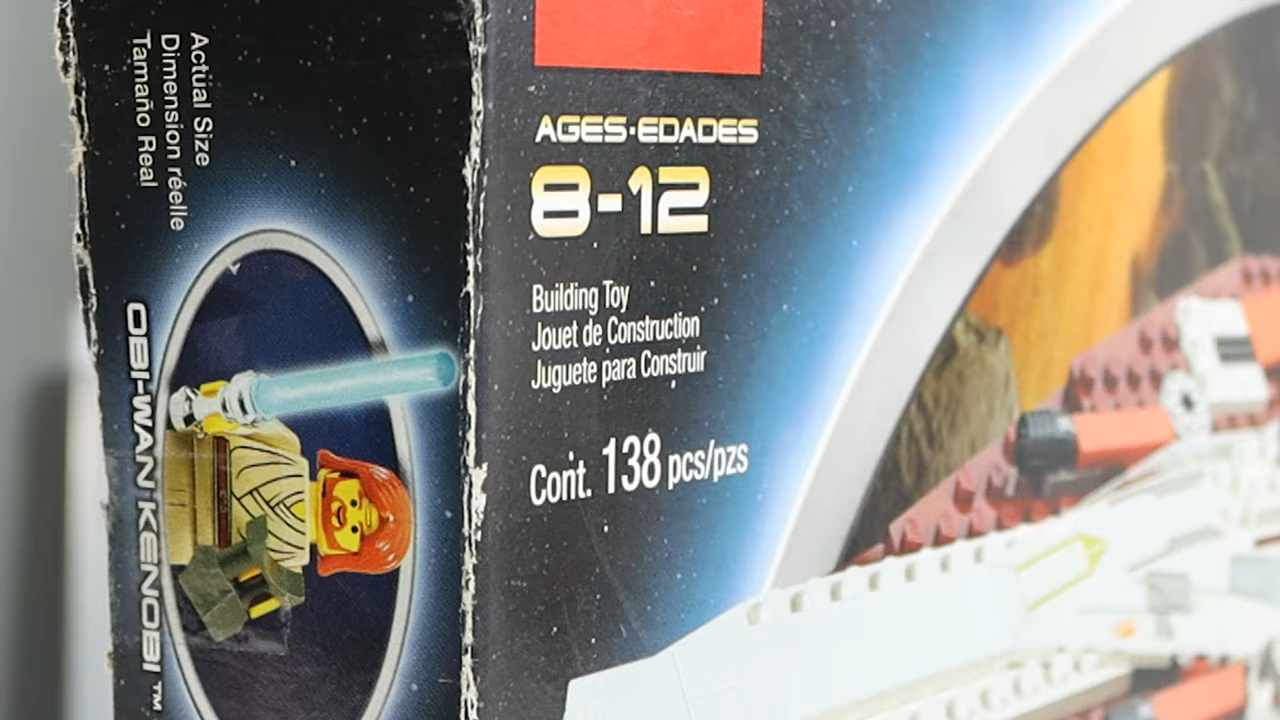 Actual Size
Dimension réelle
Tamaño Real
OBI-WAN KENOBI™
AGES·EDADES
8-12
Building Toy
Jouet de Construction
Juguete para Construir
Cont. 138 pcs/pzs